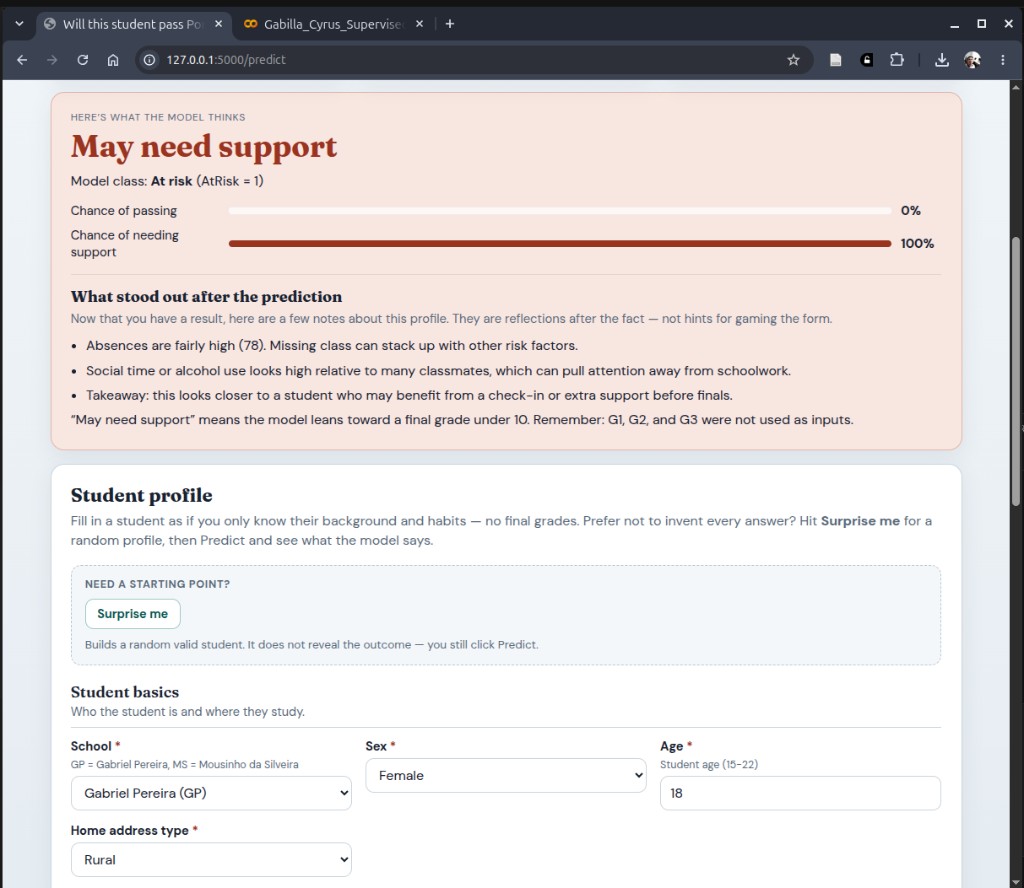 Will this student pass Po
Gabilla_Cyrus_Supervise
127.0.0.1:5000/predict
HERE'S WHAT THE MODEL THINKS
May need support
Model class: At risk (AtRisk = 1)
Chance of passing
0%
Chance of needing
support
100%
What stood out after the prediction
Now that you have a result, here are a few notes about this profile. They are reflections after the fact — not hints for gaming the form.
• Absences are fairly high (78). Missing class can stack up with other risk factors.
• Social time or alcohol use looks high relative to many classmates, which can pull attention away from schoolwork.
• Takeaway: this looks closer to a student who may benefit from a check-in or extra support before finals.
“May need support” means the model leans toward a final grade under 10. Remember: G1, G2, and G3 were not used as inputs.
Student profile
Fill in a student as if you only know their background and habits — no final grades. Prefer not to invent every answer? Hit Surprise me for a
random profile, then Predict and see what the model says.
NEED A STARTING POINT?
Surprise me
Builds a random valid student. It does not reveal the outcome — you still click Predict.
Student basics
Who the student is and where they study.
School *
GP = Gabriel Pereira, MS = Mousinho da Silveira
Gabriel Pereira (GP)
Sex *
Female
Age *
Student age (15–22)
18
Home address type *
Rural